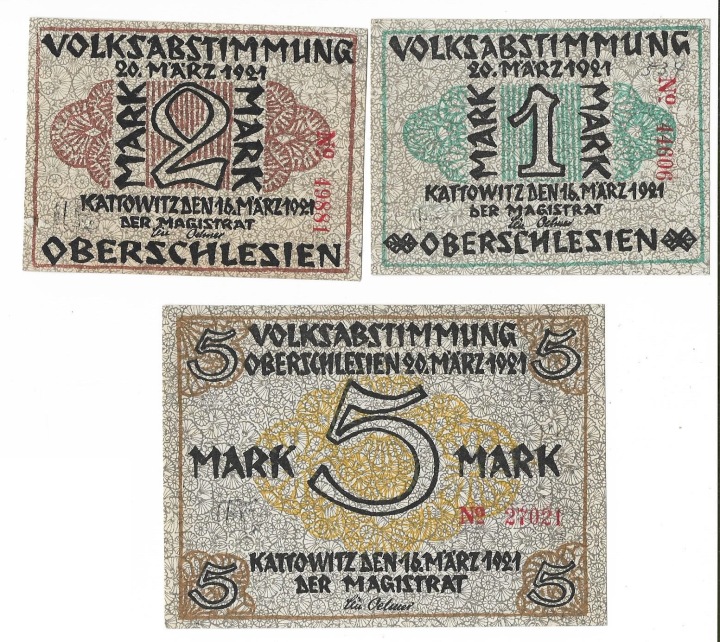 VOLKSABSTIMMUNG
20. MÄRZ 1921
MARK 2 MARK
No 49881
KATTOWITZ DEN 16. MÄRZ 1921
DER MAGISTRAT
OBERSCHLESIEN
VOLKSABSTIMMUNG
20. MÄRZ 1921
MARK 1 MARK
No 44606
KATTOWITZ DEN 16. MÄRZ 1921
DER MAGISTRAT
OBERSCHLESIEN
5 VOLKSABSTIMMUNG 5
OBERSCHLESIEN 20. MÄRZ 1921
MARK 5 MARK
No 27021
KATTOWITZ DEN 16. MÄRZ 1921
5 DER MAGISTRAT 5